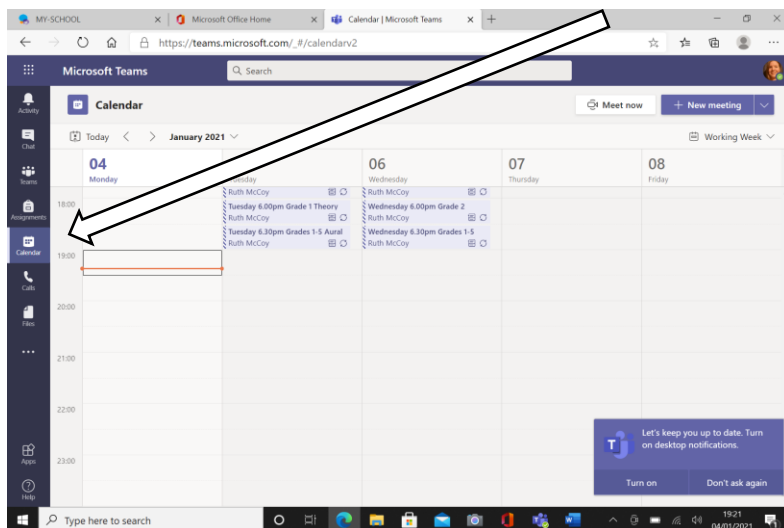 MY-SCHOOL
Microsoft Office Home
Calendar | Microsoft Teams
https://teams.microsoft.com/_#/calendarv2
Microsoft Teams
Search
Activity
Chat
Teams
Assignments
Calendar
Calls
Files
Apps
Help
Calendar
Meet now
New meeting
Today
January 2021
Working Week
04
Monday
06
Wednesday
07
Thursday
08
Friday
18:00
19:00
20:00
21:00
22:00
23:00
Ruth McCoy
Tuesday 6.00pm Grade 1 Theory
Ruth McCoy
Tuesday 6.30pm Grades 1-5 Aural
Ruth McCoy
Ruth McCoy
Wednesday 6.00pm Grade 2
Ruth McCoy
Wednesday 6.30pm Grades 1-5
Ruth McCoy
Let's keep you up to date. Turn
on desktop notifications.
Turn on
Don't ask again
Type here to search
19:21
04/01/2021